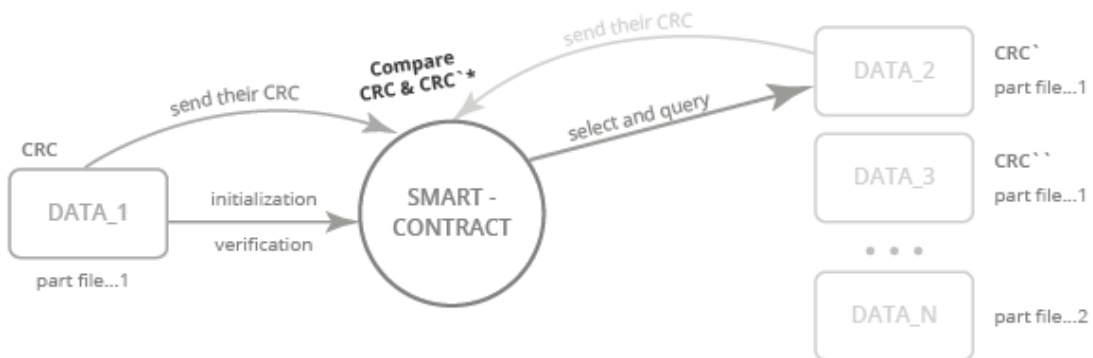 send their CRC
Compare
CRC & CRC`*
send their CRC
CRC
DATA_1
part file...1
initialization
verification
SMART -
CONTRACT
select and query
DATA_2
CRC`
part file...1
DATA_3
CRC``
part file...1
• • •
DATA_N
part file...2